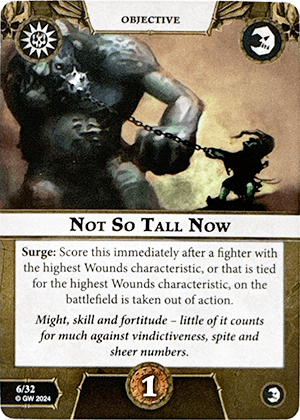 OBJECTIVE
NOT SO TALL NOW
Surge: Score this immediately after a fighter with
the highest Wounds characteristic, or that is tied
for the highest Wounds characteristic, on the
battlefield is taken out of action.
Might, skill and fortitude – little of it counts
for much against vindictiveness, spite and
sheer numbers.
6/32
© GW 2024
1